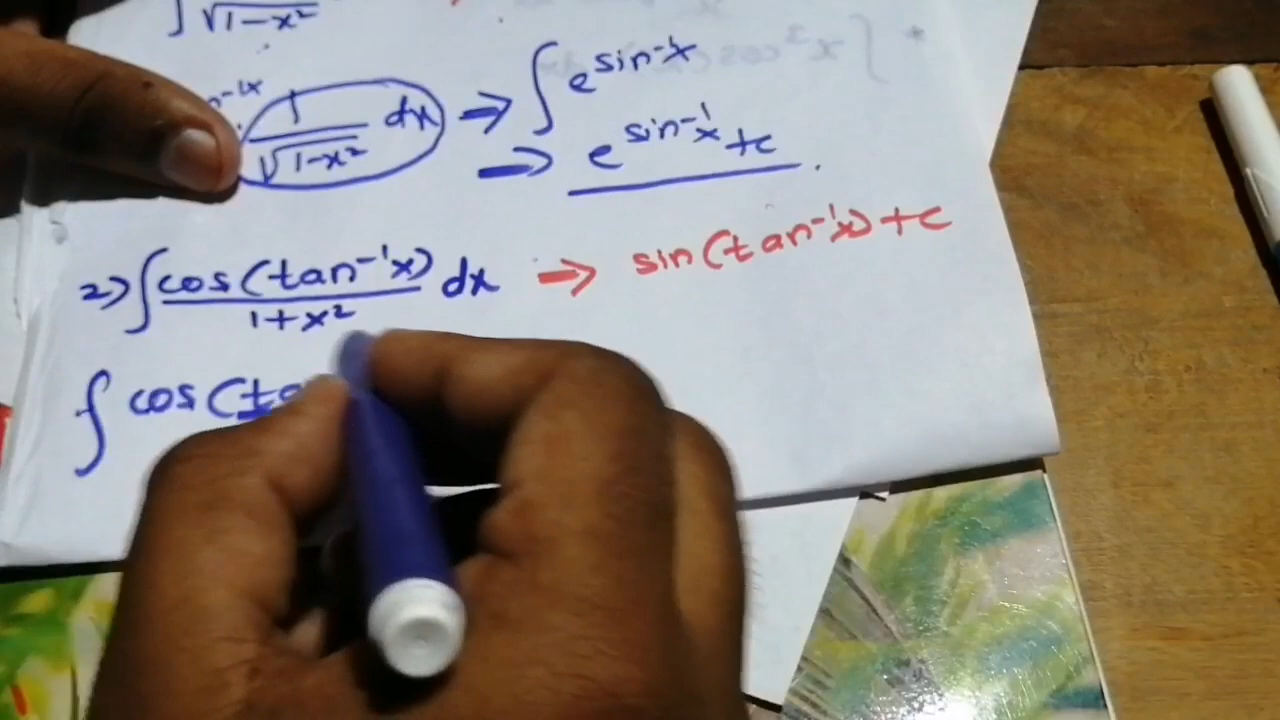 ∫ √1-x²
1/√1-x² dx ⇒ ∫ e^sin-¹x
⇒ e^sin-¹x +c .
2) ∫ cos(tan-¹x)/1+x² dx ⇒ sin(tan-¹x)+c
∫ cos(ta